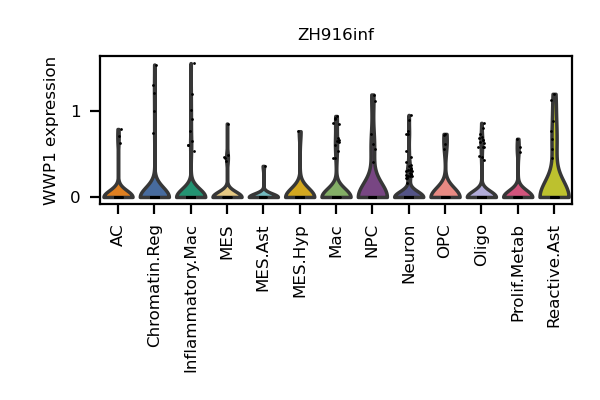 ZH916inf
WWP1 expression
1
0
AC
Chromatin.Reg
Inflammatory.Mac
MES
MES.Ast
MES.Hyp
Mac
NPC
Neuron
OPC
Oligo
Prolif.Metab
Reactive.Ast